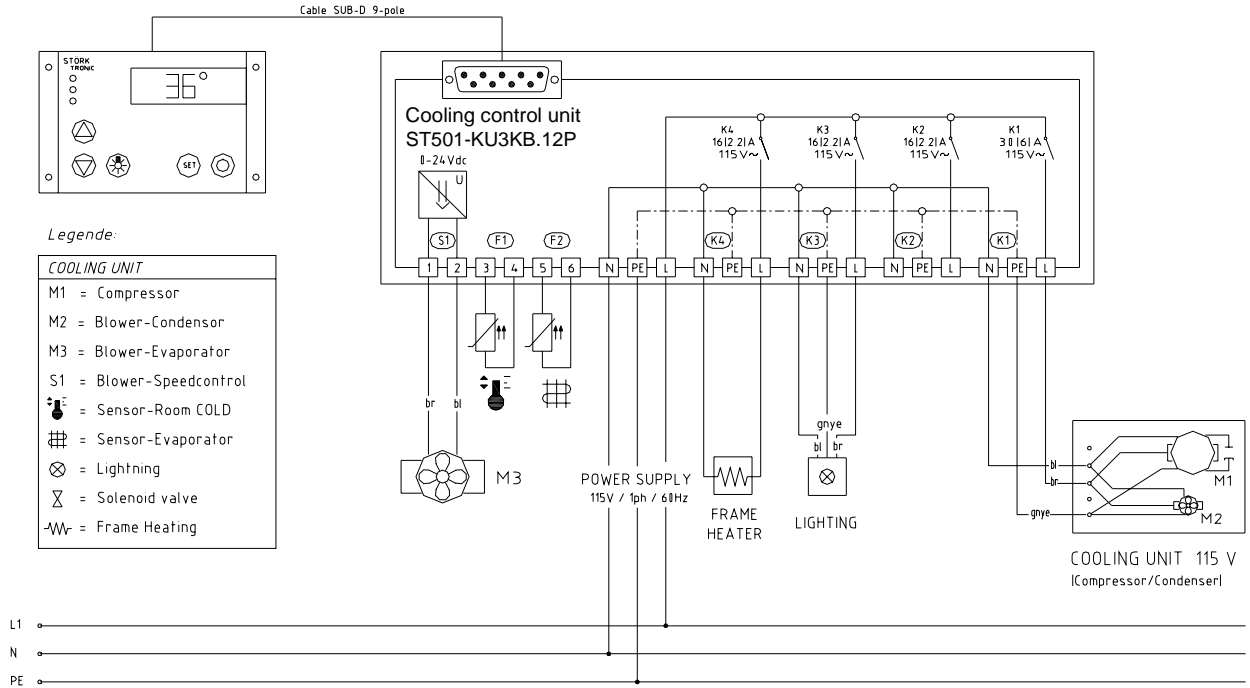 Cable SUB-D 9-pole
STÖRK
TRONIC
36°
SET
Cooling control unit
ST501-KU3KB.12P
0-24Vdc
U
K4
16(2.2)A
115V~
K3
16(2.2)A
115V~
K2
16(2.2)A
115V~
K1
30(6)A
115V~
S1
F1
F2
K4
K3
K2
K1
1 2 3 4 5 6 N PE L N PE L N PE L N PE L N PE L
Legende:
COOLING UNIT
M1 = Compressor
M2 = Blower-Condensor
M3 = Blower-Evaporator
S1 = Blower-Speedcontrol
= Sensor-Room COLD
= Sensor-Evaporator
= Lightning
= Solenoid valve
= Frame Heating
br
bl
M3
POWER SUPPLY
115V / 1ph / 60Hz
FRAME
HEATER
gnye
bl br
LIGHTING
bl
br
gnye
M1
M2
COOLING UNIT 115 V
(Compressor/Condenser)
L1
N
PE